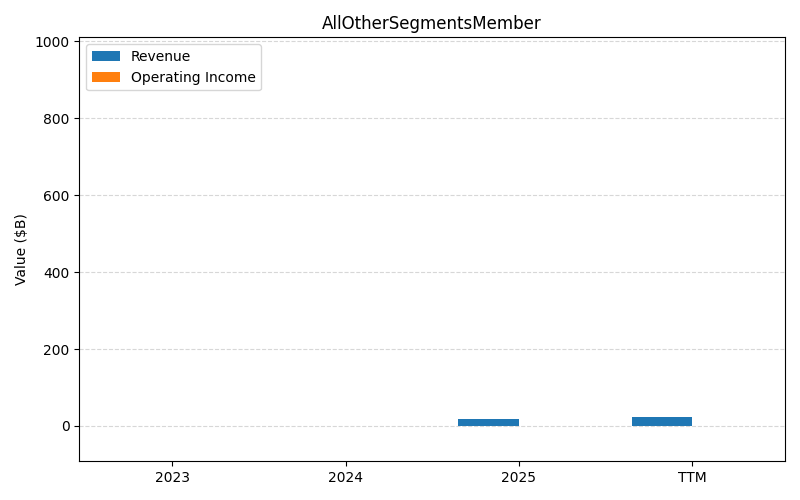 AllOtherSegmentsMember
Revenue
Operating Income
Value ($B)
1000
800
600
400
200
0
2023 2024 2025 TTM